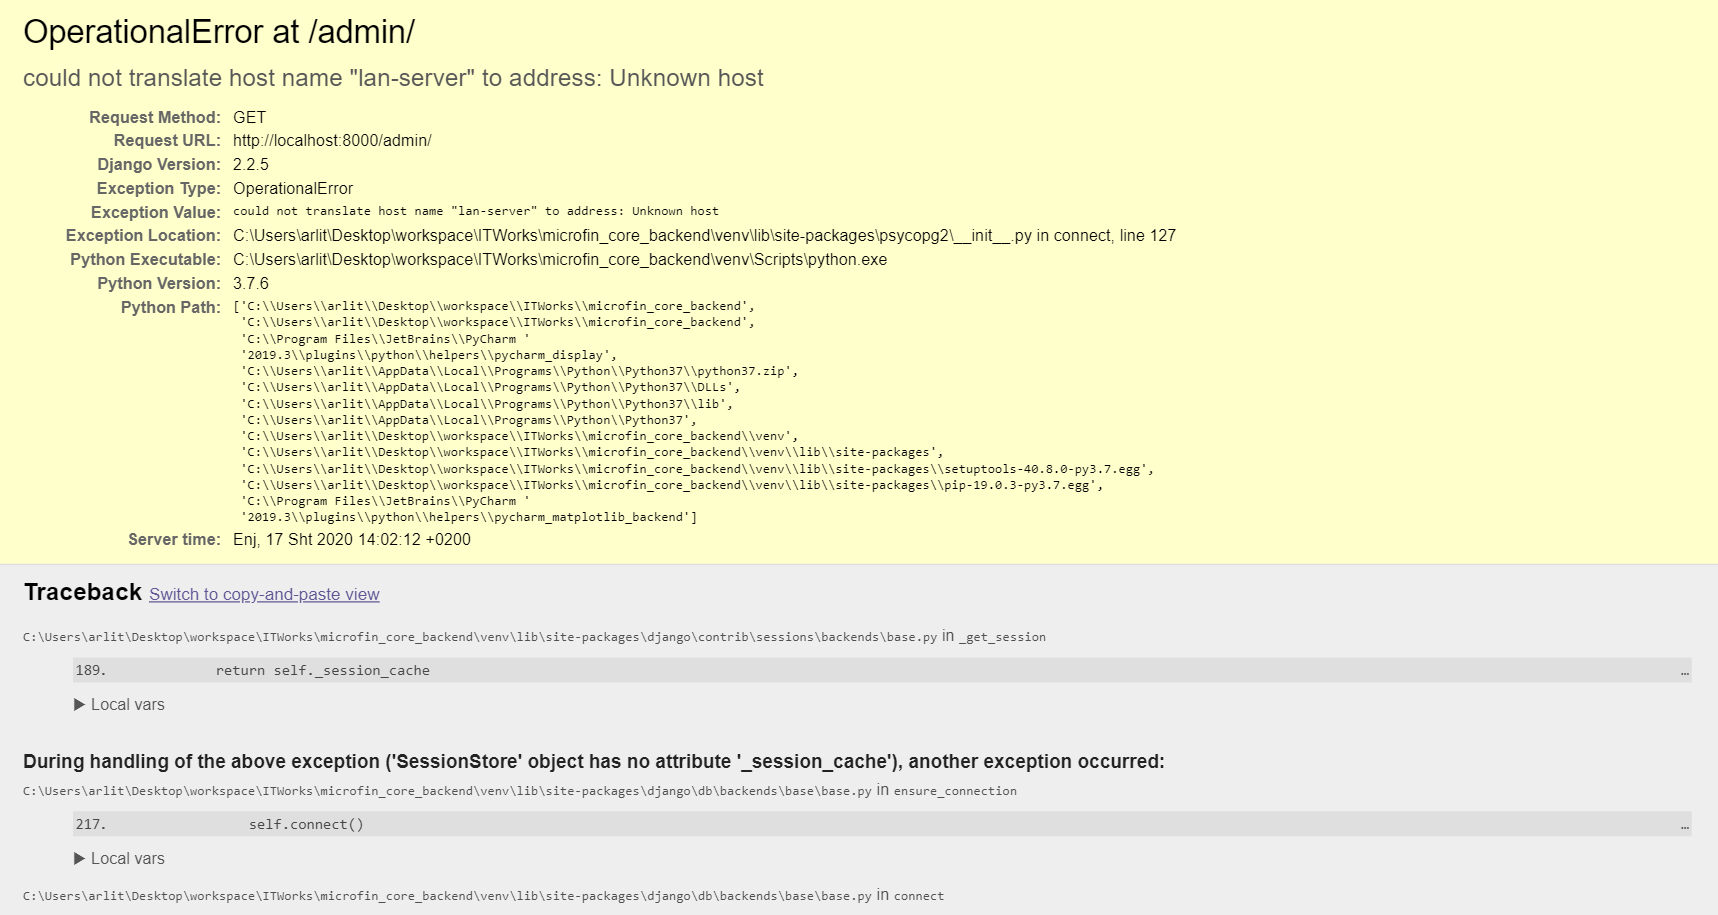 OperationalError at /admin/
could not translate host name "lan-server" to address: Unknown host
Request Method: GET
Request URL: http://localhost:8000/admin/
Django Version: 2.2.5
Exception Type: OperationalError
Exception Value: could not translate host name "lan-server" to address: Unknown host
Exception Location: C:\Users\arlit\Desktop\workspace\ITWorks\microfin_core_backend\venv\lib\site-packages\psycopg2\__init__.py in connect, line 127
Python Executable: C:\Users\arlit\Desktop\workspace\ITWorks\microfin_core_backend\venv\Scripts\python.exe
Python Version: 3.7.6
Python Path: ['C:\\Users\\arlit\\Desktop\\workspace\\ITWorks\\microfin_core_backend',
'C:\\Users\\arlit\\Desktop\\workspace\\ITWorks\\microfin_core_backend',
'C:\\Program Files\\JetBrains\\PyCharm '
'2019.3\\plugins\\python\\helpers\\pycharm_display',
'C:\\Users\\arlit\\AppData\\Local\\Programs\\Python\\Python37\\python37.zip',
'C:\\Users\\arlit\\AppData\\Local\\Programs\\Python\\Python37\\DLLs',
'C:\\Users\\arlit\\AppData\\Local\\Programs\\Python\\Python37\\lib',
'C:\\Users\\arlit\\AppData\\Local\\Programs\\Python\\Python37',
'C:\\Users\\arlit\\Desktop\\workspace\\ITWorks\\microfin_core_backend\\venv',
'C:\\Users\\arlit\\Desktop\\workspace\\ITWorks\\microfin_core_backend\\venv\\lib\\site-packages',
'C:\\Users\\arlit\\Desktop\\workspace\\ITWorks\\microfin_core_backend\\venv\\lib\\site-packages\\setuptools-40.8.0-py3.7.egg',
'C:\\Users\\arlit\\Desktop\\workspace\\ITWorks\\microfin_core_backend\\venv\\lib\\site-packages\\pip-19.0.3-py3.7.egg',
'C:\\Program Files\\JetBrains\\PyCharm '
'2019.3\\plugins\\python\\helpers\\pycharm_matplotlib_backend']
Server time: Enj, 17 Sht 2020 14:02:12 +0200
Traceback Switch to copy-and-paste view
C:\Users\arlit\Desktop\workspace\ITWorks\microfin_core_backend\venv\lib\site-packages\django\contrib\sessions\backends\base.py in _get_session
189. return self._session_cache …
▶ Local vars
During handling of the above exception ('SessionStore' object has no attribute '_session_cache'), another exception occurred:
C:\Users\arlit\Desktop\workspace\ITWorks\microfin_core_backend\venv\lib\site-packages\django\db\backends\base\base.py in ensure_connection
217. self.connect() …
▶ Local vars
C:\Users\arlit\Desktop\workspace\ITWorks\microfin_core_backend\venv\lib\site-packages\django\db\backends\base\base.py in connect